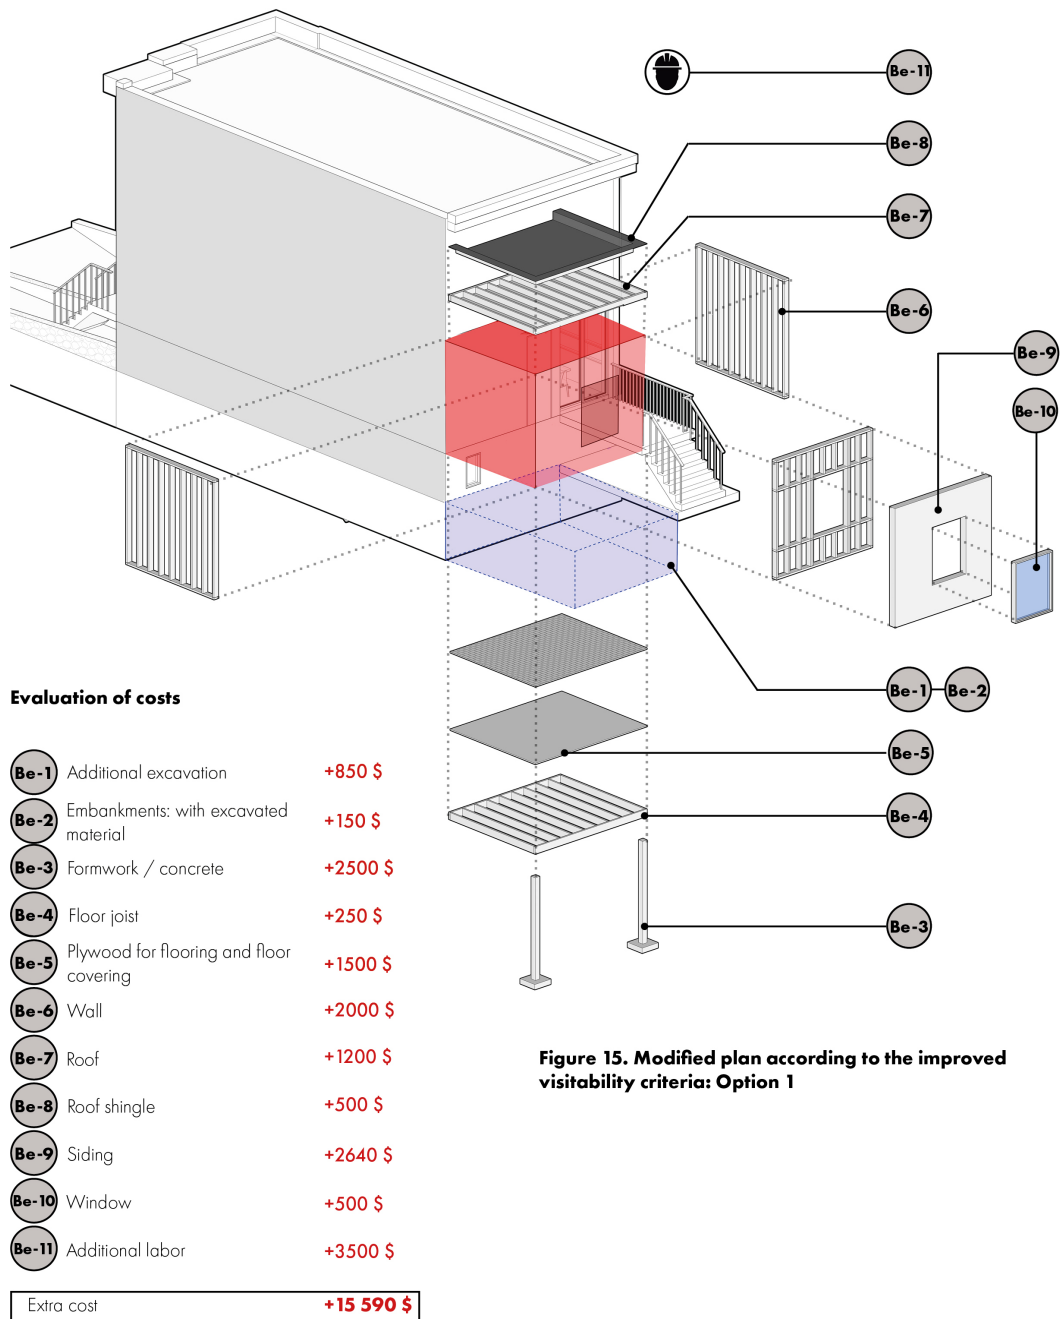 Be-11
Be-8
Be-7
Be-6
Be-9
Be-10
Be-1 Be-2
Be-5
Be-4
Be-3
Evaluation of costs
Be-1 Additional excavation +850 $
Be-2 Embankments: with excavated
material +150 $
Be-3 Formwork / concrete +2500 $
Be-4 Floor joist +250 $
Be-5 Plywood for flooring and floor
covering +1500 $
Be-6 Wall +2000 $
Be-7 Roof +1200 $
Be-8 Roof shingle +500 $
Be-9 Siding +2640 $
Be-10 Window +500 $
Be-11 Additional labor +3500 $
Extra cost +15 590 $
Figure 15. Modified plan according to the improved
visitability criteria: Option 1